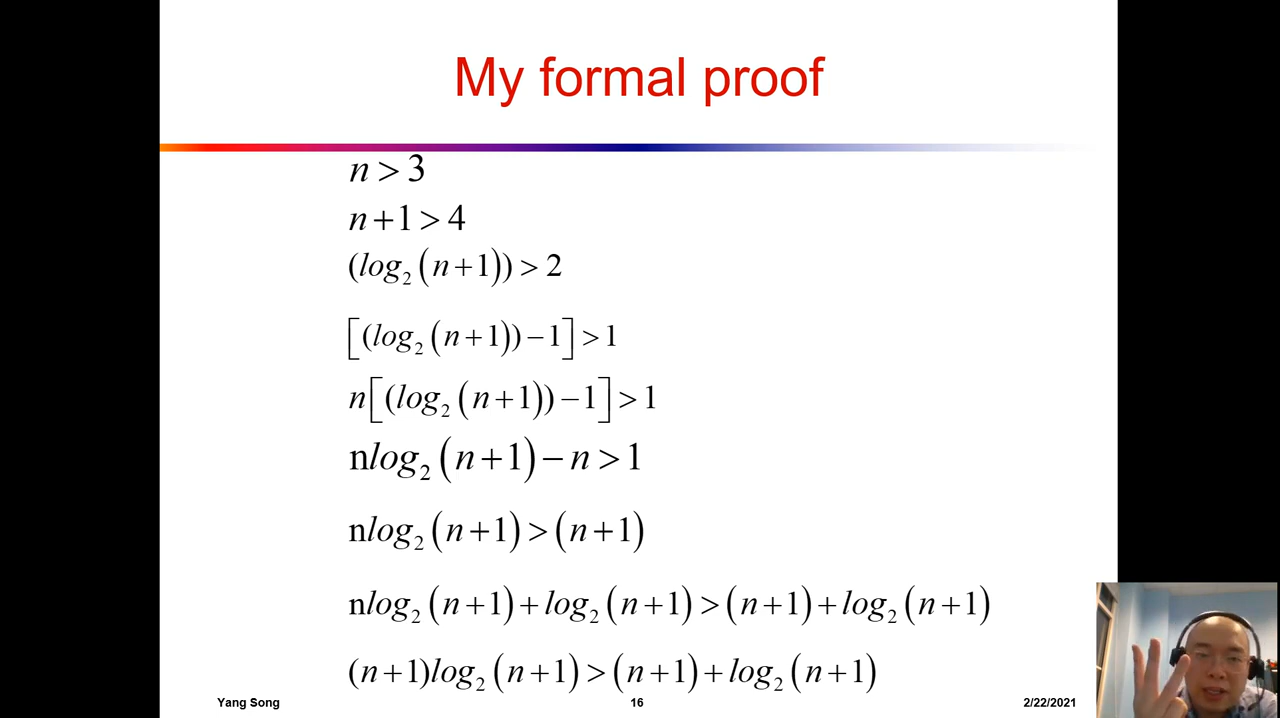 My formal proof
n > 3
n + 1 > 4
(log₂(n+1)) > 2
[(log₂(n+1)) − 1] > 1
n[(log₂(n+1)) − 1] > 1
nlog₂(n+1) − n > 1
nlog₂(n+1) > (n+1)
nlog₂(n+1) + log₂(n+1) > (n+1) + log₂(n+1)
(n+1)log₂(n+1) > (n+1) + log₂(n+1)
Yang Song 16 2/22/2021